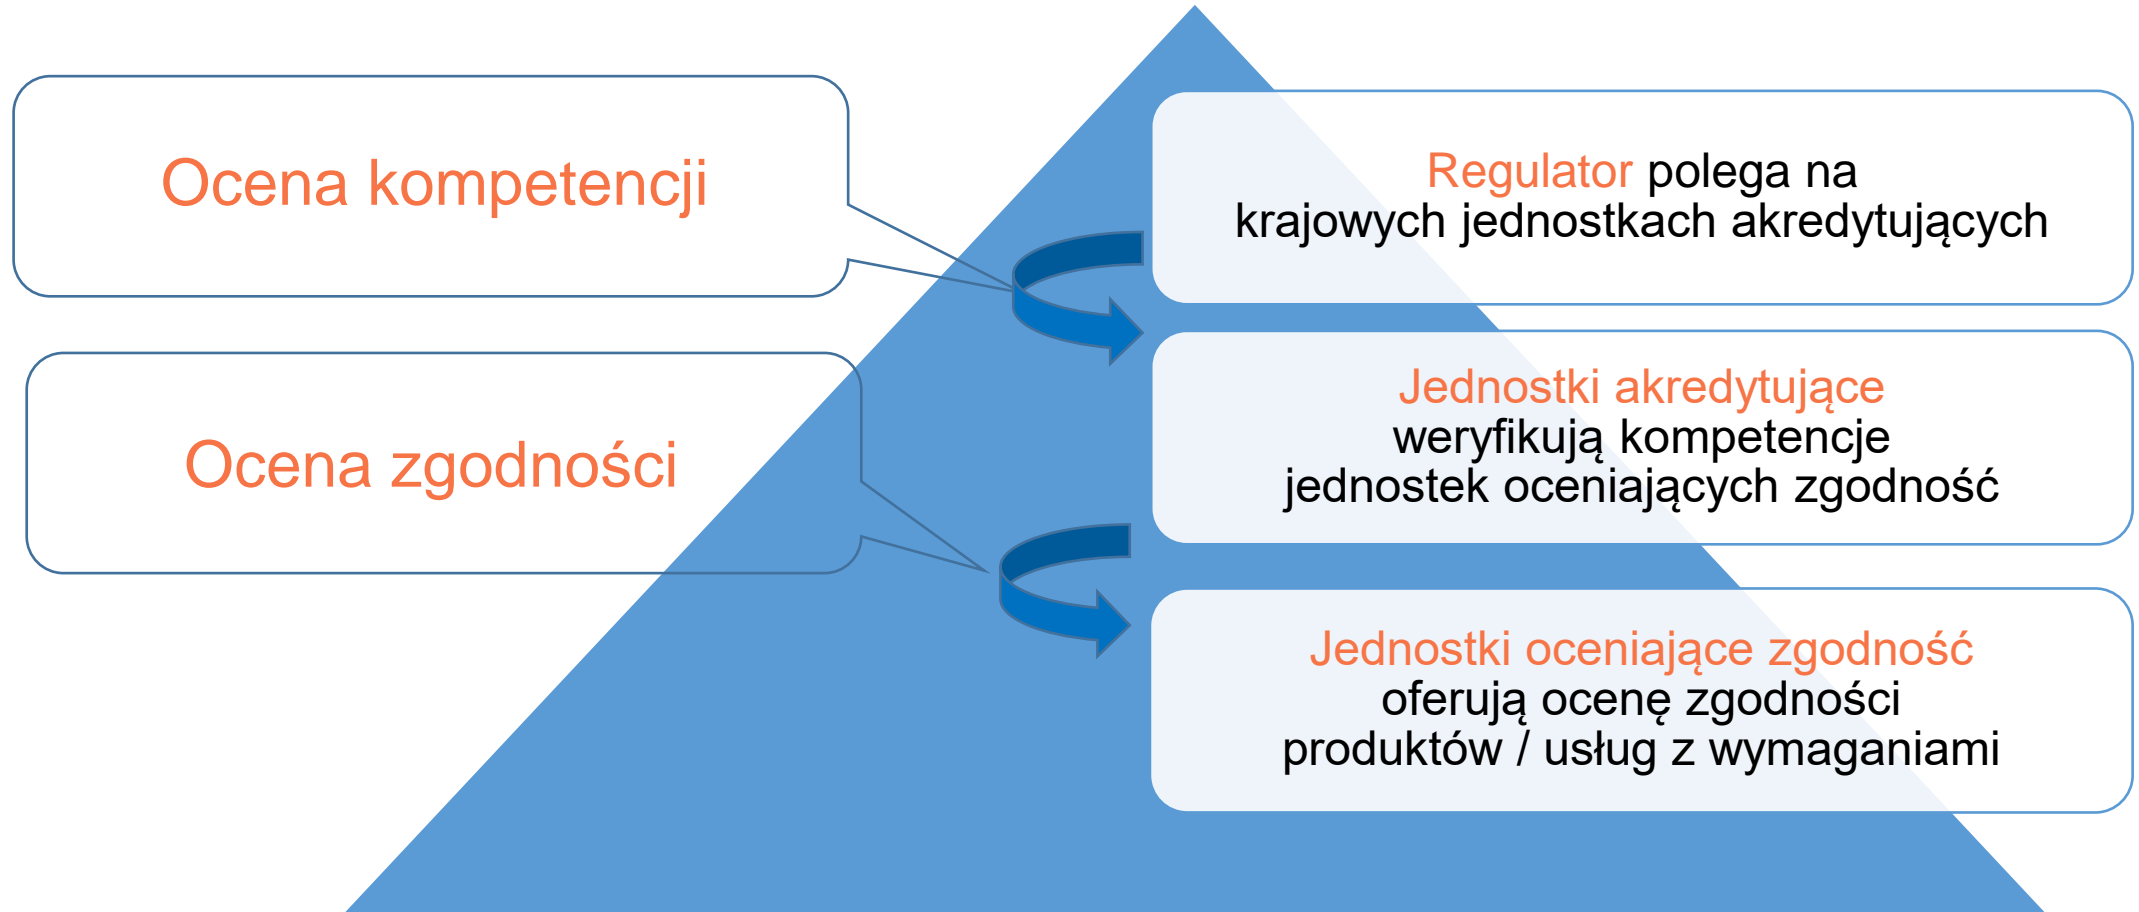 Ocena kompetencji
Ocena zgodności
Regulator polega na
krajowych jednostkach akredytujących
Jednostki akredytujące
weryfikują kompetencje
jednostek oceniających zgodność
Jednostki oceniające zgodność
oferują ocenę zgodności
produktów / usług z wymaganiami